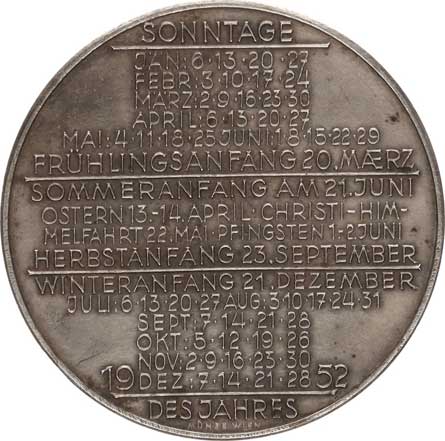 SONNTAGE
JAN: 6·13·20·27
FEBR: 3·10·17·24
MÄRZ: 2·9·16·23·30
APRIL: 6·13·20·27
MAI: 4·11·18·25 JUNI: 1·8·15·22·29
FRÜHLINGSANFANG 20. MÆRZ
SOMMERANFANG AM 21. JUNI
OSTERN 13.-14. APRIL: CHRISTI-HIM-
MELFAHRT 22. MAI: PFINGSTEN 1.-2. JUNI
HERBSTANFANG 23. SEPTEMBER
WINTERANFANG 21. DEZEMBER
JULI: 6·13·20·27 AUG: 3·10·17·24·31
SEPT: 7·14·21·28
OKT: 5·12·19·26
NOV: 2·9·16·23·30
19 DEZ: 7·14·21·28 52
DES JAHRES
MÜNZE WIEN